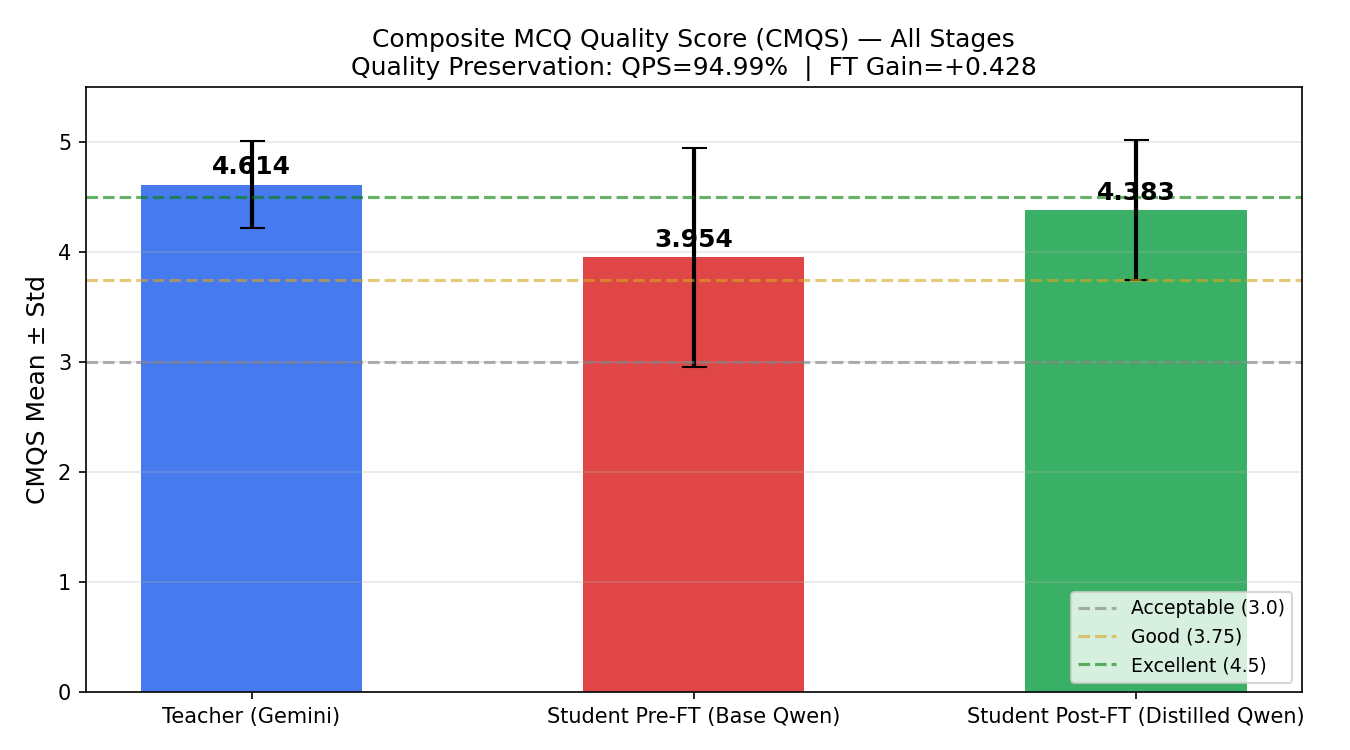 Composite MCQ Quality Score (CMQS) — All Stages
Quality Preservation: QPS=94.99% | FT Gain=+0.428
CMQS Mean ± Std
5
4
3
2
1
0
4.614
3.954
4.383
Acceptable (3.0)
Good (3.75)
Excellent (4.5)
Teacher (Gemini)
Student Pre-FT (Base Qwen)
Student Post-FT (Distilled Qwen)